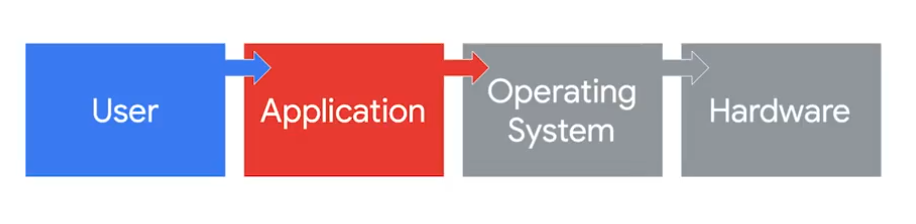 User
Application
Operating
System
Hardware